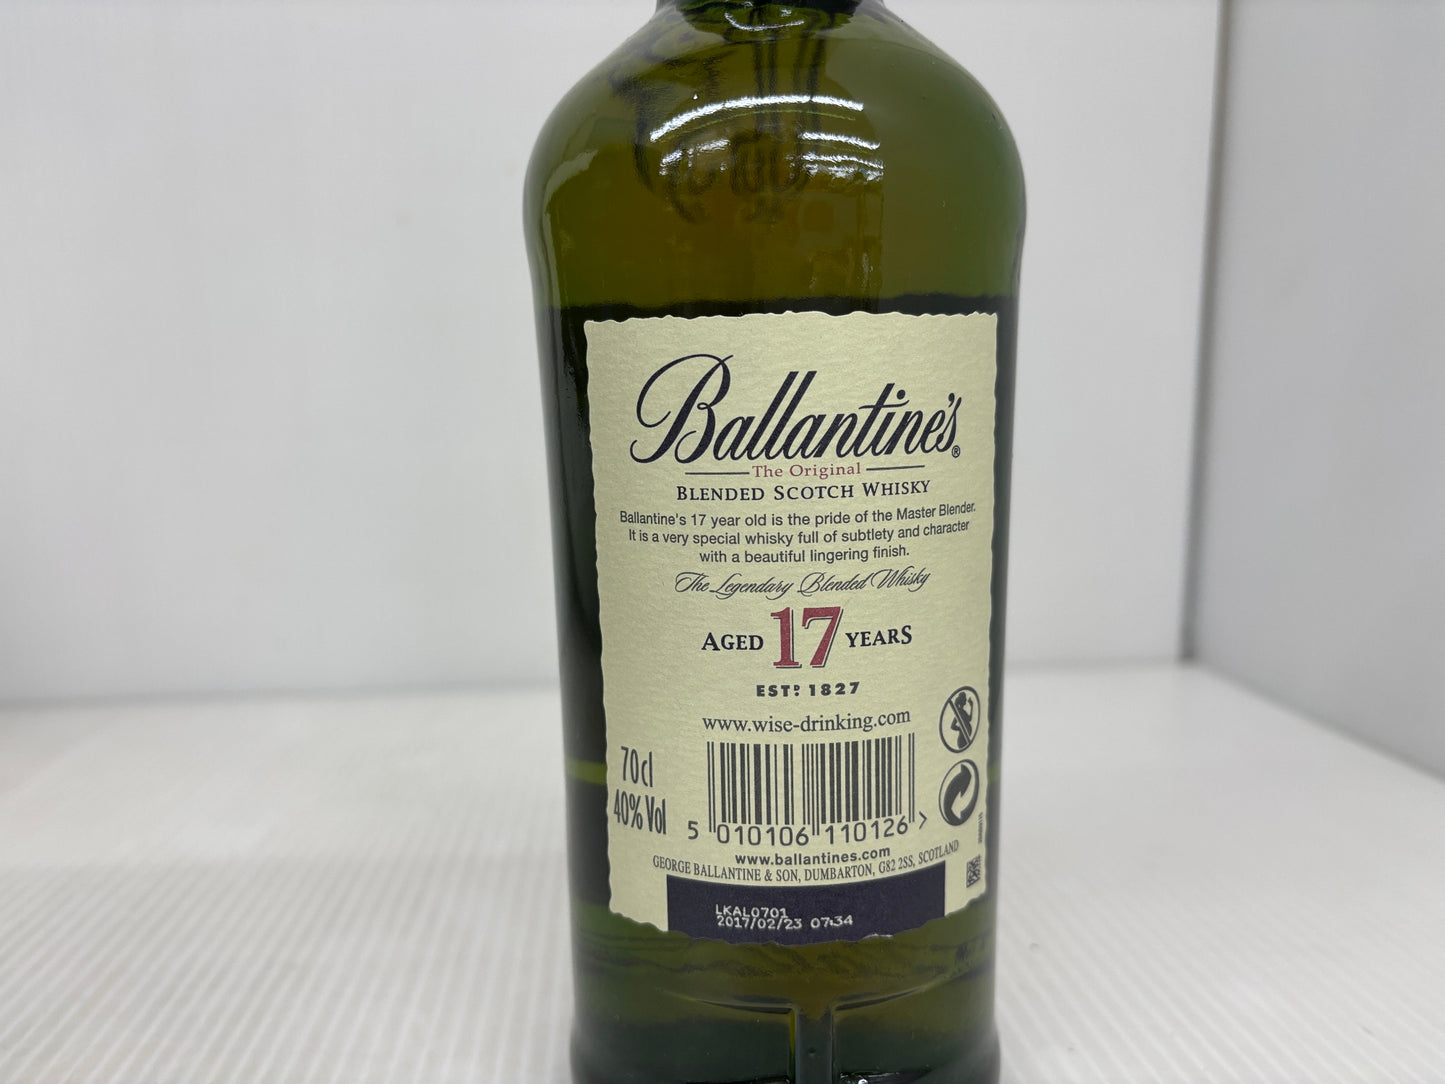 Ballantine's®
The Original
BLENDED SCOTCH WHISKY
Ballantine's 17 year old is the pride of the Master Blender.
It is a very special whisky full of subtlety and character
with a beautiful lingering finish.
The Legendary Blended Whisky
AGED 17 YEARS
ESTD 1827
www.wise-drinking.com
70cl
40% Vol
5 010106 110126 >
www.ballantines.com
GEORGE BALLANTINE & SON, DUMBARTON, G82 2SS, SCOTLAND
LKAL0701
2017/02/23 07:34